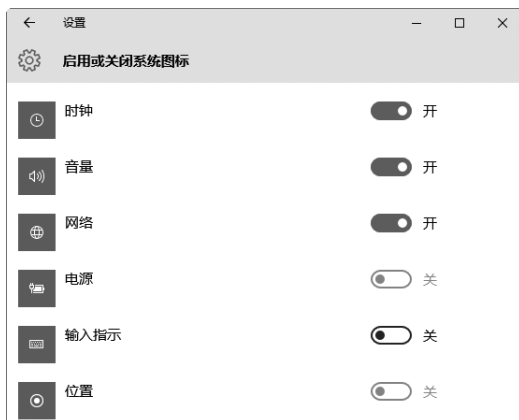 设置
启用或关闭系统图标
时钟 开
音量 开
网络 开
电源 关
输入指示 关
位置 关